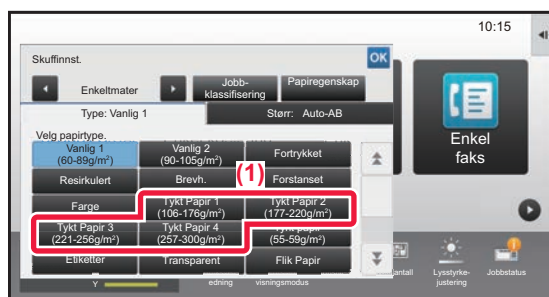 10:15
Skuffinnst.
OK
Enkeltmater
Jobb-
klassifisering
Papiregenskap
Type: Vanlig 1
Størr: Auto-AB
Velg papirtype.
Vanlig 1
(60-89g/m²)
Vanlig 2
(90-105g/m²)
Fortrykket
Resirkulert
Brevh.
(1)
Forstanset
Farge
Tykt Papir 1
(106-176g/m²)
Tykt Papir 2
(177-220g/m²)
Tykt Papir 3
(221-256g/m²)
Tykt Papir 4
(257-300g/m²)
(55-59g/m²)
Etiketter
Transparent
Flik Papir
Enkel
faks
Y
edning
visningsmodus
antall
Lysstyrke-
justering
Jobbstatus